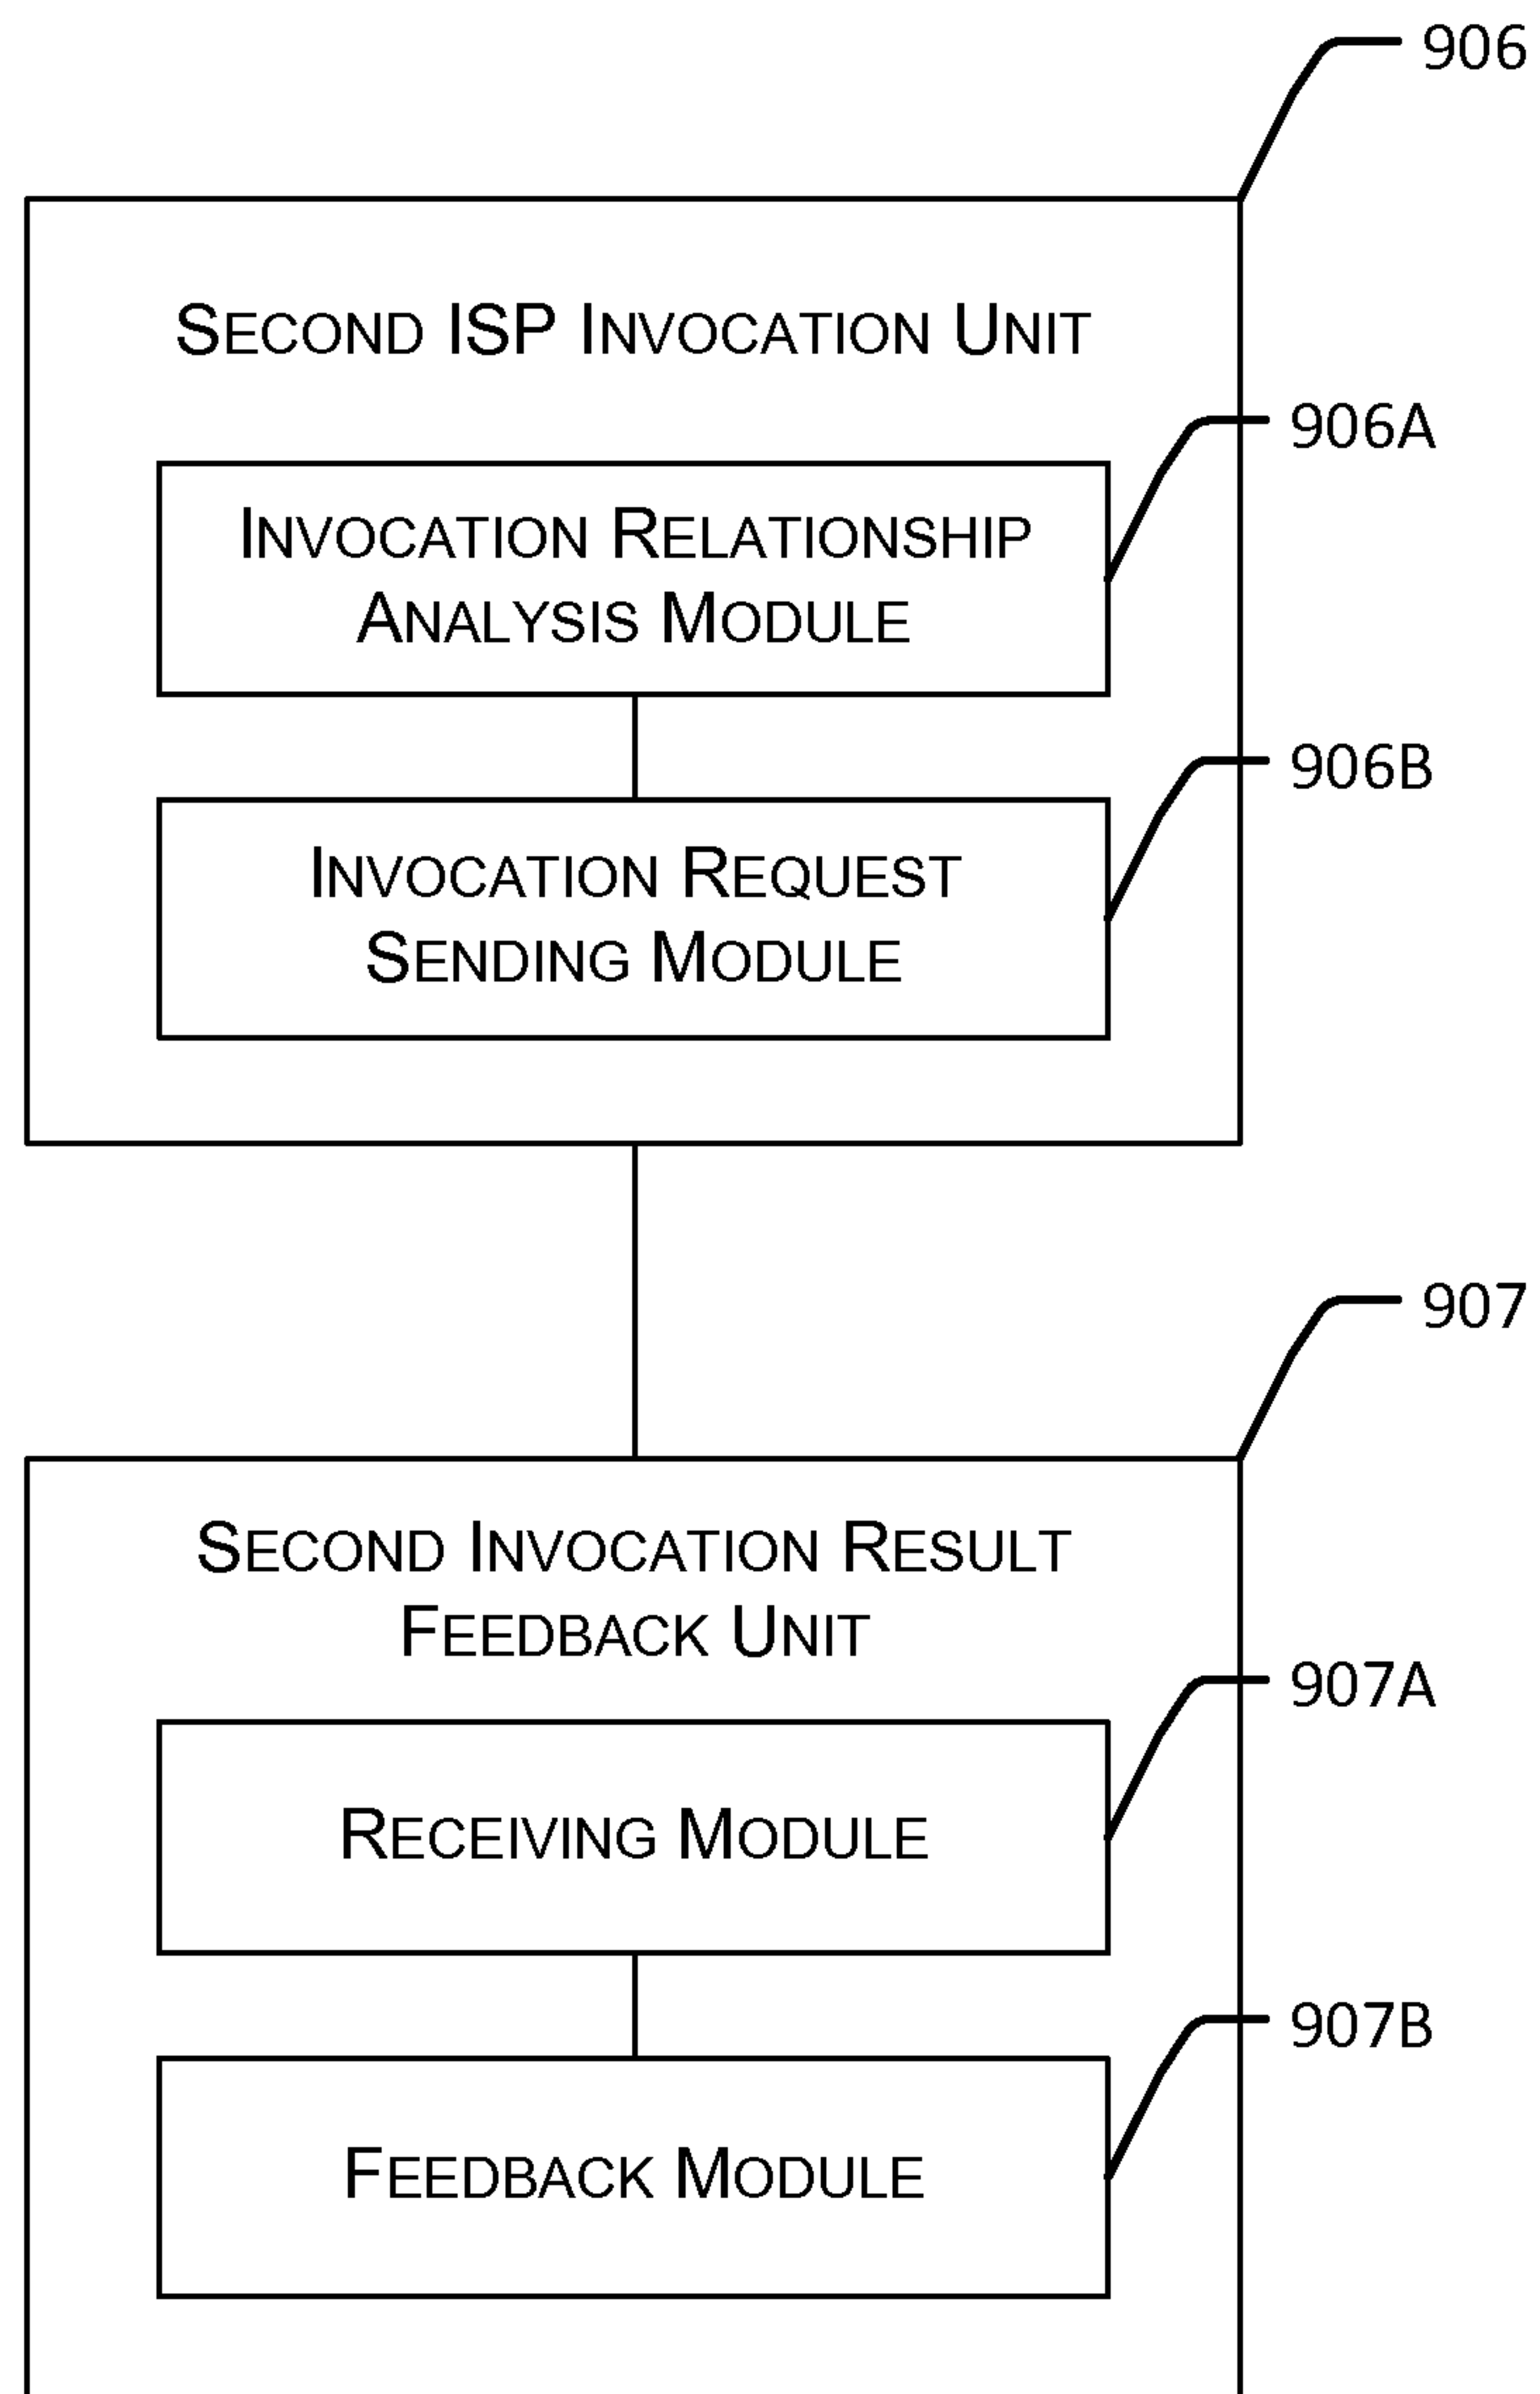 906
SECOND ISP INVOCATION UNIT
906A
INVOCATION RELATIONSHIP
ANALYSIS MODULE
906B
INVOCATION REQUEST
SENDING MODULE
907
SECOND INVOCATION RESULT
FEEDBACK UNIT
907A
RECEIVING MODULE
907B
FEEDBACK MODULE